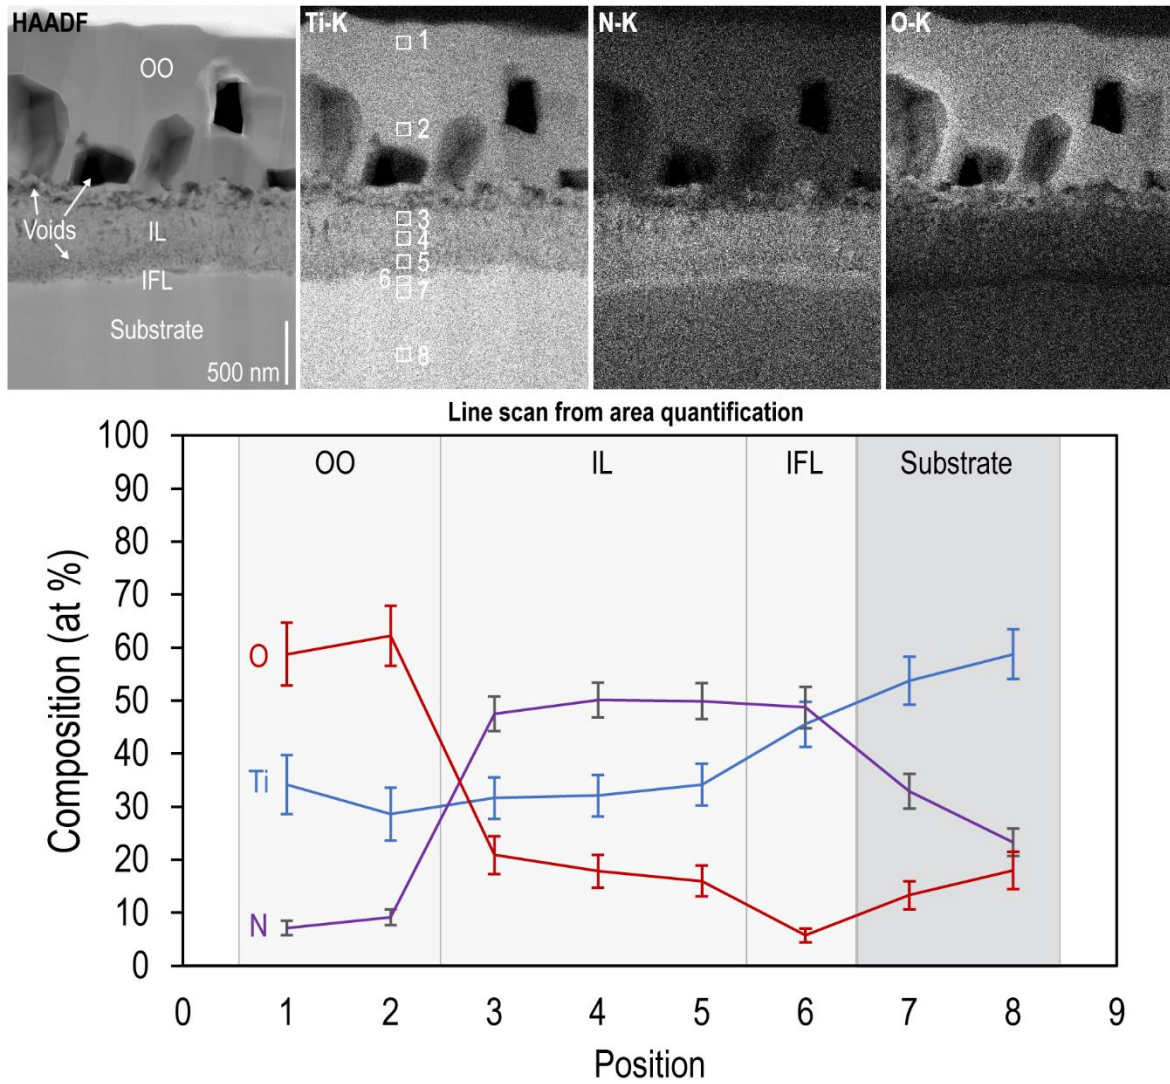 HAADF
Ti-K
N-K
O-K
OO
1
2
Voids
IL
3
4
5
IFL
6
7
Substrate
8
500 nm
Line scan from area quantification
100
90
80
70
60
50
40
30
20
10
0
Composition (at %)
OO
IL
IFL
Substrate
O
Ti
N
0 1 2 3 4 5 6 7 8 9
Position